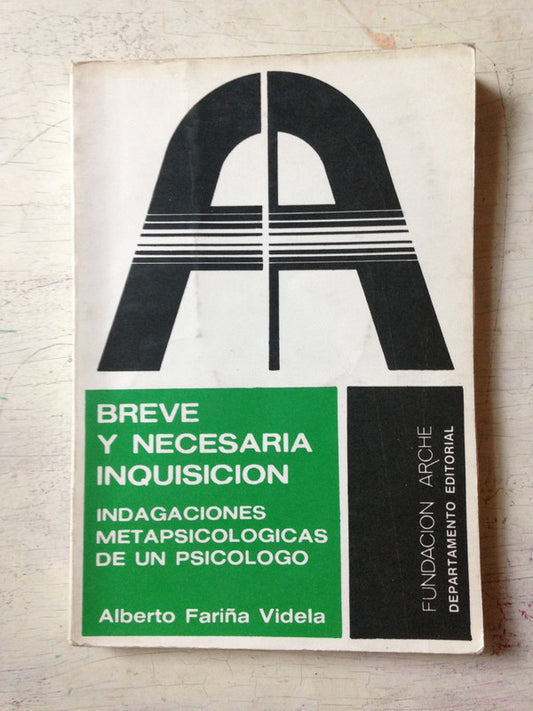 BREVE
Y NECESARIA
INQUISICION
INDAGACIONES
METAPSICOLOGICAS
DE UN PSICOLOGO
Alberto Fariña Videla
FUNDACION ARCHE
DEPARTAMENTO EDITORIAL